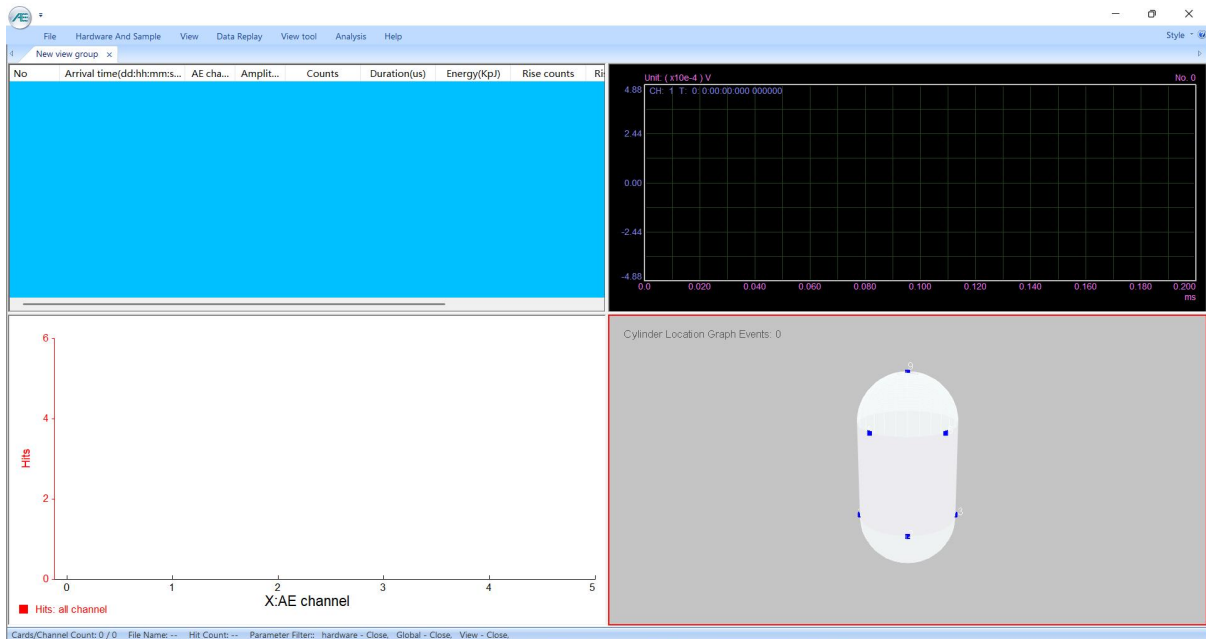 AE
File Hardware And Sample View Data Replay View tool Analysis Help
Style
New view group x
No Arrival time(dd:hh:mm:s... AE cha... Amplit... Counts Duration(us) Energy(KpJ) Rise counts Ri
Unit: ( x10e-4 ) V No. 0
CH: 1 T: 0: 0:00:00:000 000000
4.88
2.44
0.00
-2.44
-4.88
0.0 0.020 0.040 0.060 0.080 0.100 0.120 0.140 0.160 0.180 0.200
ms
6
4
2
0
Hits
0 1 2 3 4 5
X:AE channel
Hits: all channel
Cylinder Location Graph Events: 0
Cards/Channel Count: 0 / 0 File Name: -- Hit Count: -- Parameter Filter:: hardware - Close, Global - Close, View - Close,